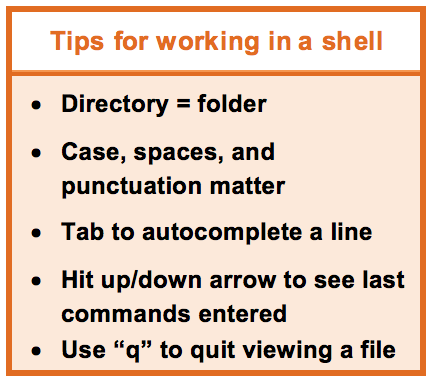 Tips for working in a shell
• Directory = folder
• Case, spaces, and
punctuation matter
• Tab to autocomplete a line
• Hit up/down arrow to see last
commands entered
• Use “q” to quit viewing a file